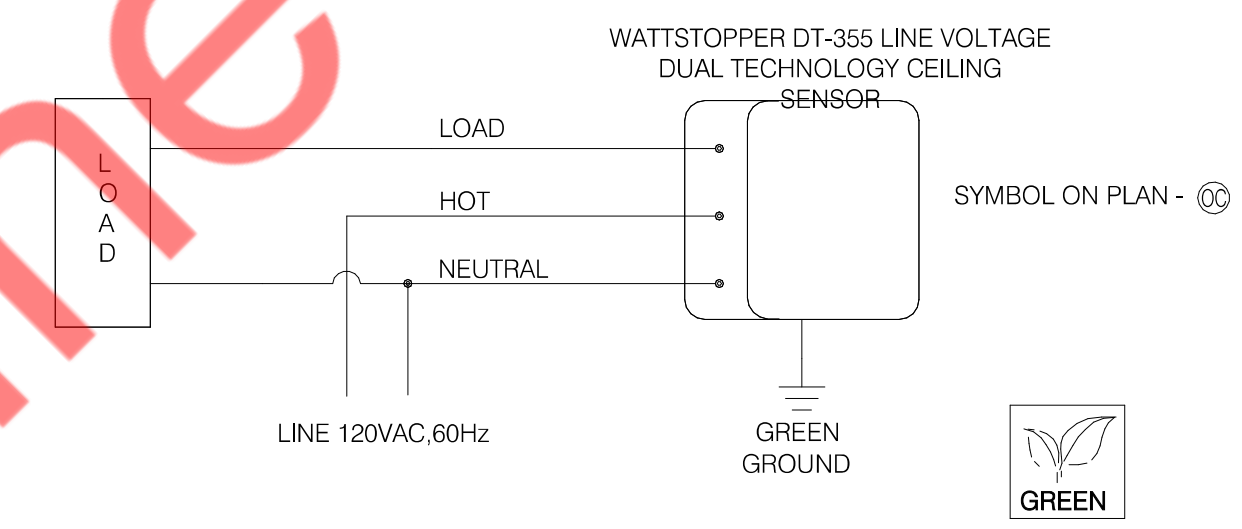 WATTSTOPPER DT-355 LINE VOLTAGE
DUAL TECHNOLOGY CEILING
SENSOR
LOAD
LOAD
HOT
SYMBOL ON PLAN - OC
NEUTRAL
LINE 120VAC,60Hz
GREEN
GROUND
GREEN